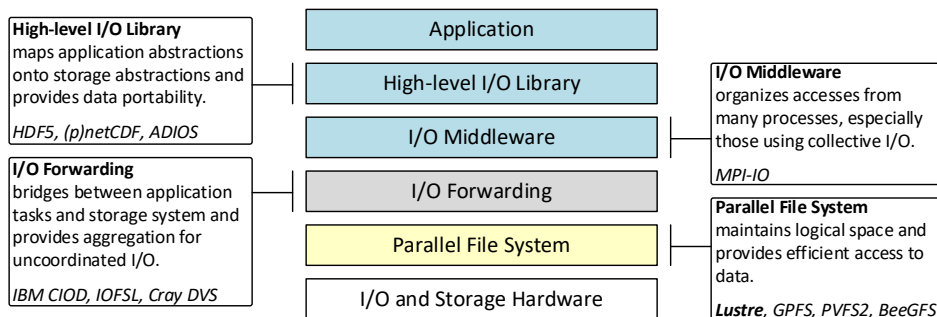 High-level I/O Library
maps application abstractions
onto storage abstractions and
provides data portability.
HDF5, (p)netCDF, ADIOS
I/O Forwarding
bridges between application
tasks and storage system and
provides aggregation for
uncoordinated I/O.
IBM CIOD, IOFSL, Cray DVS
Application
High-level I/O Library
I/O Middleware
I/O Forwarding
Parallel File System
I/O and Storage Hardware
I/O Middleware
organizes accesses from
many processes, especially
those using collective I/O.
MPI-IO
Parallel File System
maintains logical space and
provides efficient access to
data.
Lustre, GPFS, PVFS2, BeeGFS